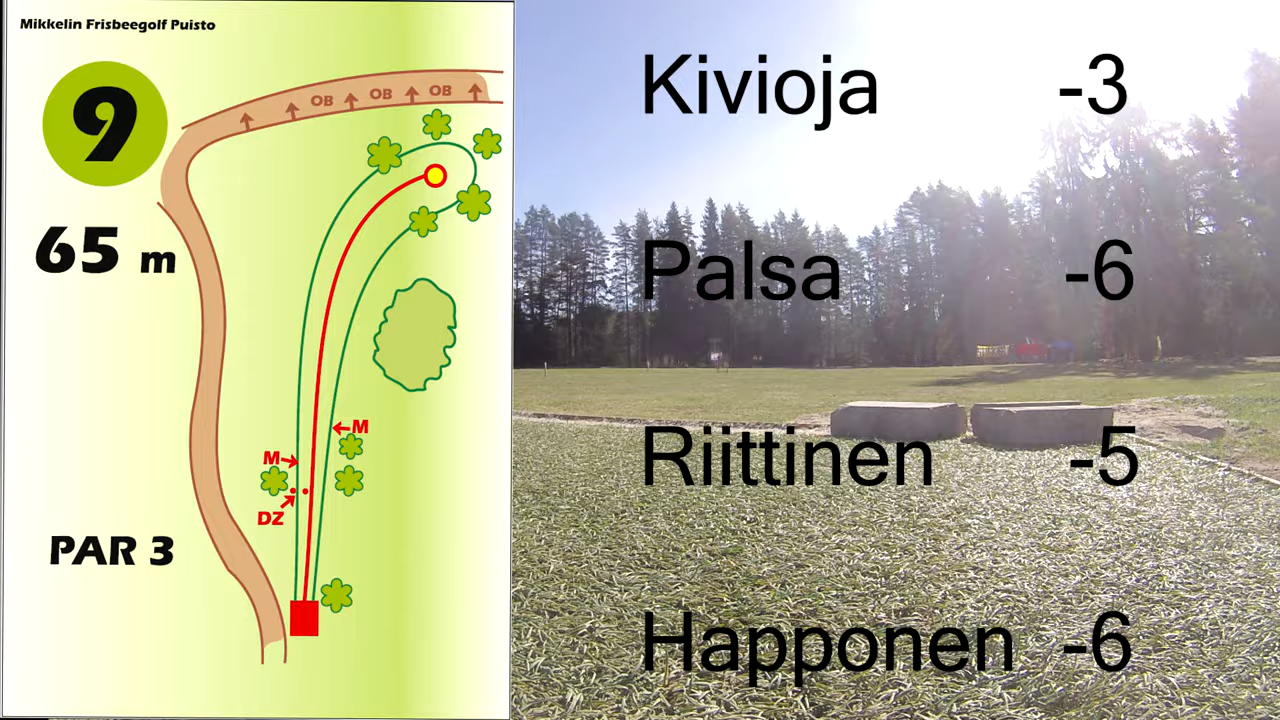 Mikkelin Frisbeegolf Puisto
9
OB OB OB
65 m
M
M
DZ
PAR 3
Kivioja -3
Palsa -6
Riittinen -5
Happonen -6